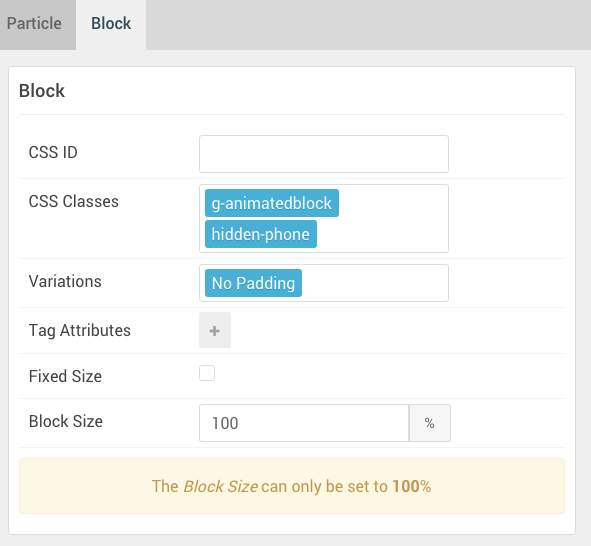 Particle Block
Block
CSS ID
CSS Classes g-animatedblock
hidden-phone
Variations No Padding
Tag Attributes +
Fixed Size
Block Size 100 %
The Block Size can only be set to 100%